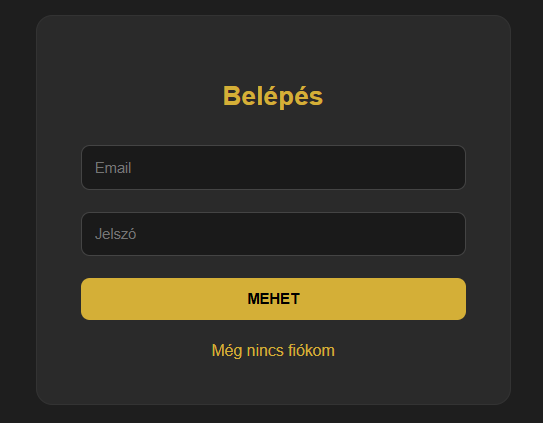 Belépés
Email
Jelszó
MEHET
Még nincs fiókom